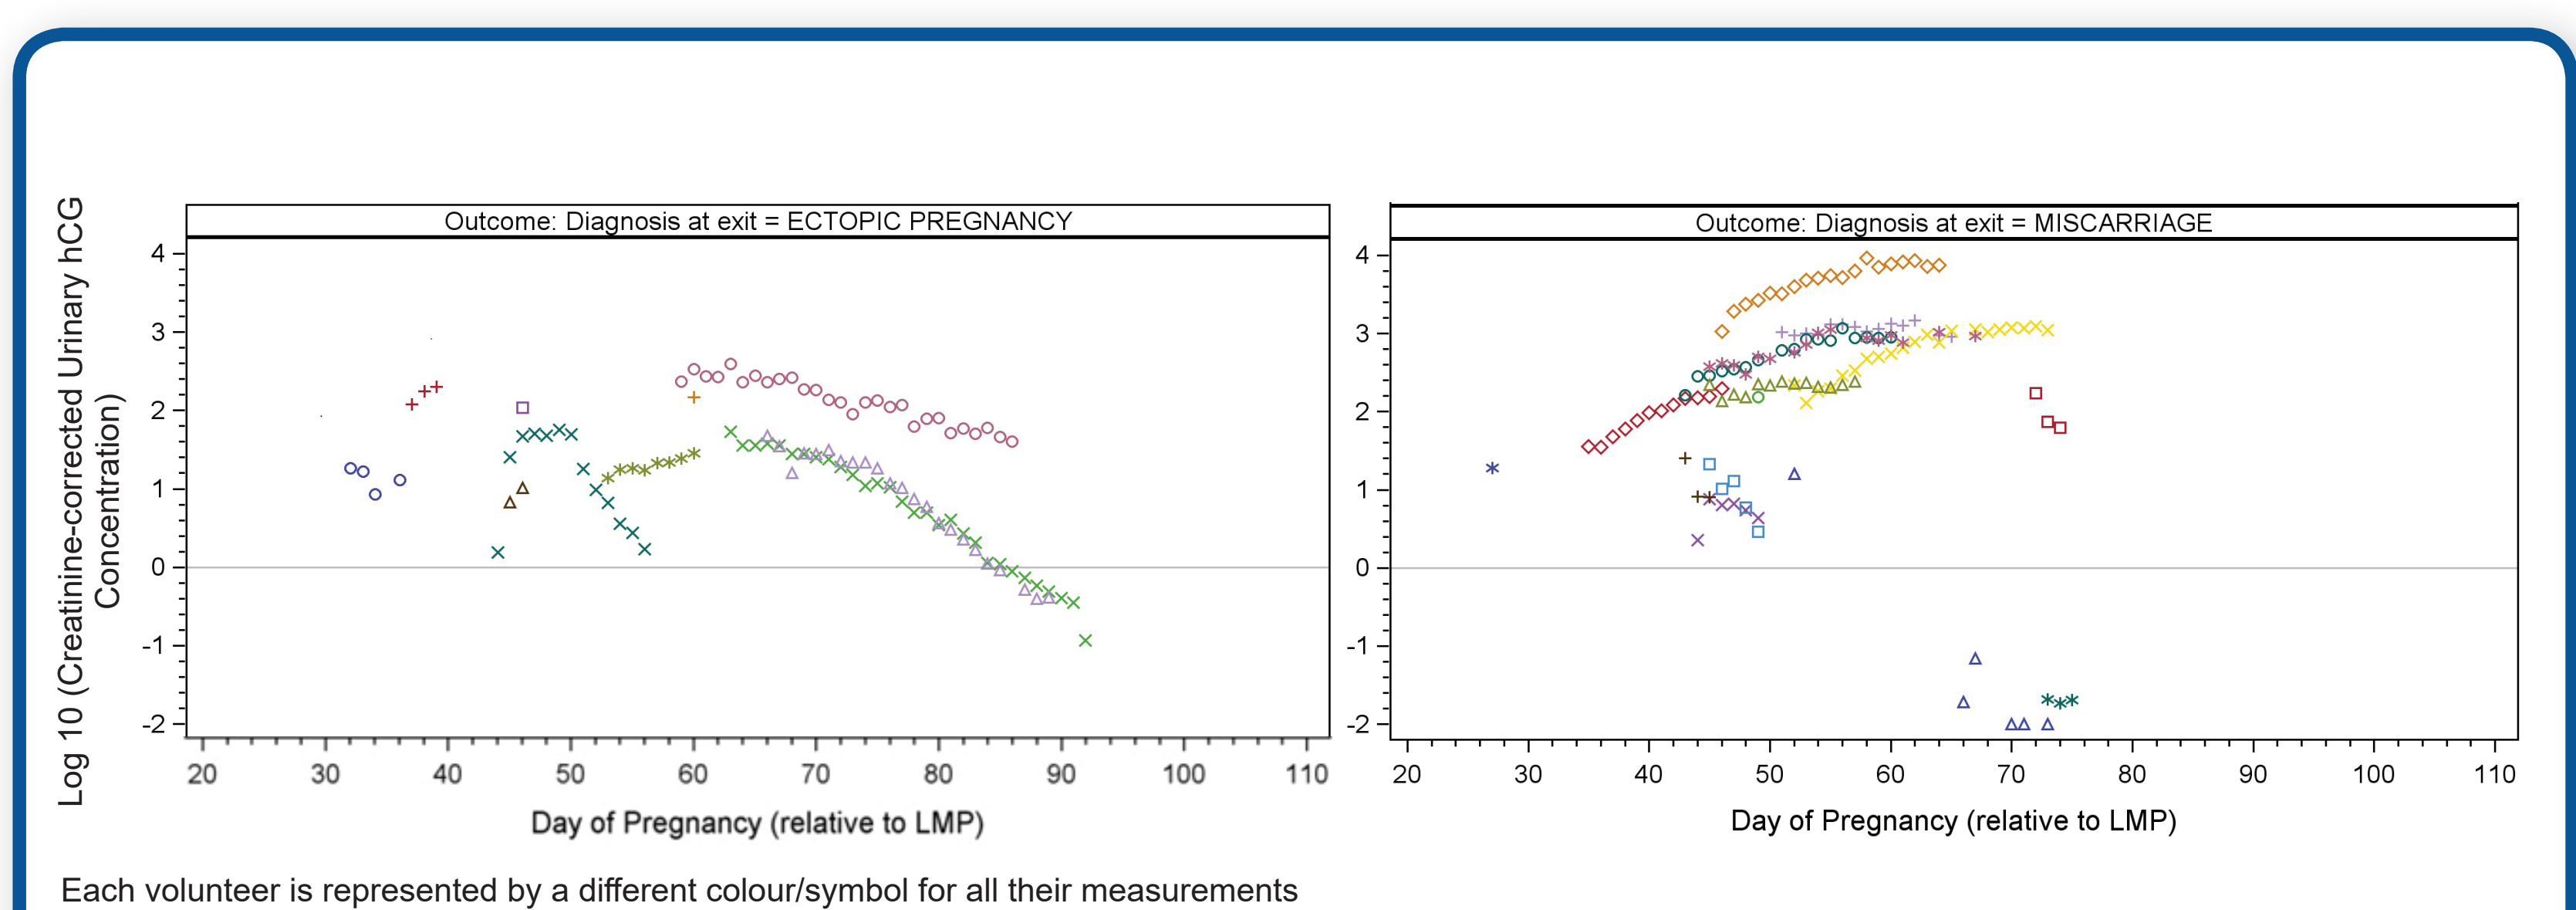 Outcome: Diagnosis at exit = ECTOPIC PREGNANCY
Outcome: Diagnosis at exit = MISCARRIAGE
Log 10 (Creatinine-corrected Urinary hCG
Concentration)
4
3
2
1
0
-1
-2
20 30 40 50 60 70 80 90 100 110
Day of Pregnancy (relative to LMP)
4
3
2
1
0
-1
-2
20 30 40 50 60 70 80 90 100 110
Day of Pregnancy (relative to LMP)
Each volunteer is represented by a different colour/symbol for all their measurements